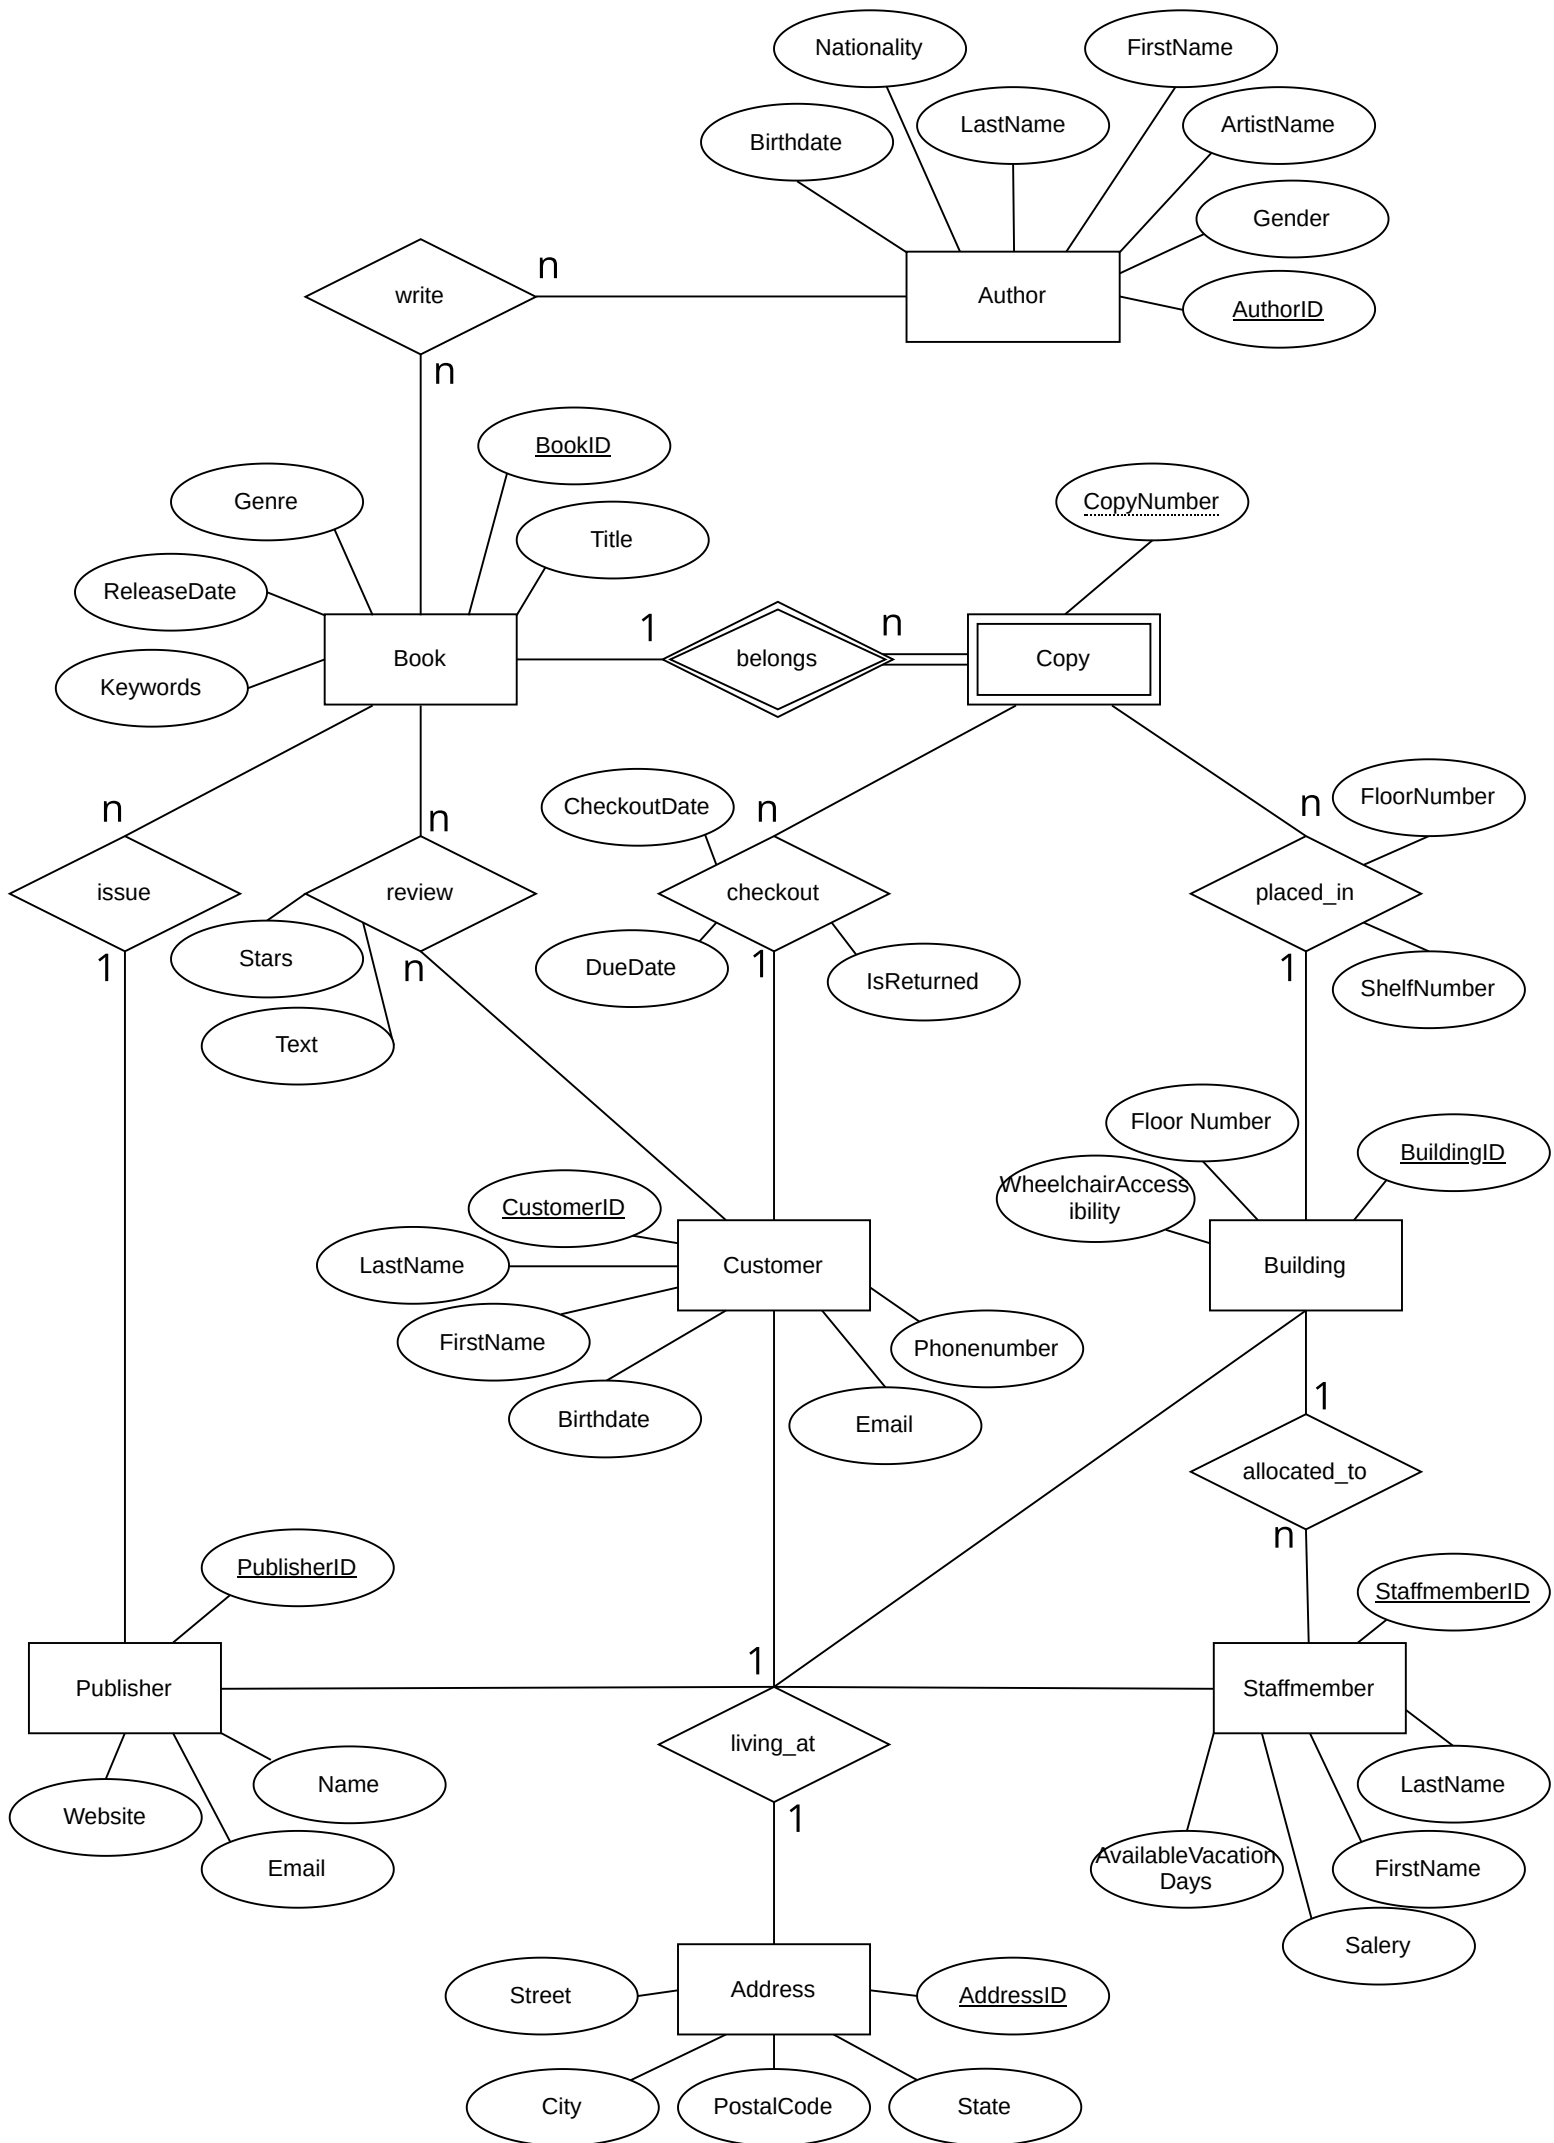 Nationality
FirstName
LastName
ArtistName
Birthdate
Gender
n
write
Author
AuthorID
n
BookID
Genre
CopyNumber
Title
ReleaseDate
1
n
Book
belongs
Copy
Keywords
FloorNumber
CheckoutDate
n
n
n
n
issue
review
checkout
placed_in
Stars
1
n
1
DueDate
IsReturned
1
ShelfNumber
Text
Floor Number
BuildingID
WheelchairAccess
ibility
CustomerID
LastName
Customer
Building
FirstName
Phonenumber
Birthdate
Email
1
allocated_to
n
PublisherID
StaffmemberID
1
Publisher
Staffmember
living_at
Name
LastName
Website
1
Email
AvailableVacation
Days
FirstName
Salery
Street
Address
AddressID
City
PostalCode
State